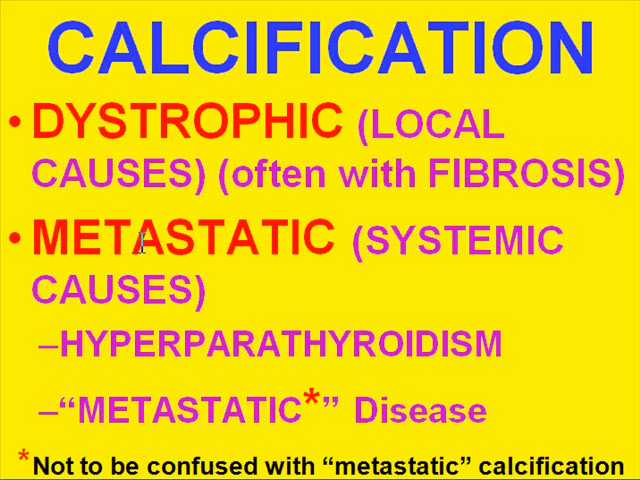 CALCIFICATION
• DYSTROPHIC (LOCAL
CAUSES) (often with FIBROSIS)
• METASTATIC (SYSTEMIC
CAUSES)
–HYPERPARATHYROIDISM
–“METASTATIC*” Disease
*Not to be confused with “metastatic” calcification